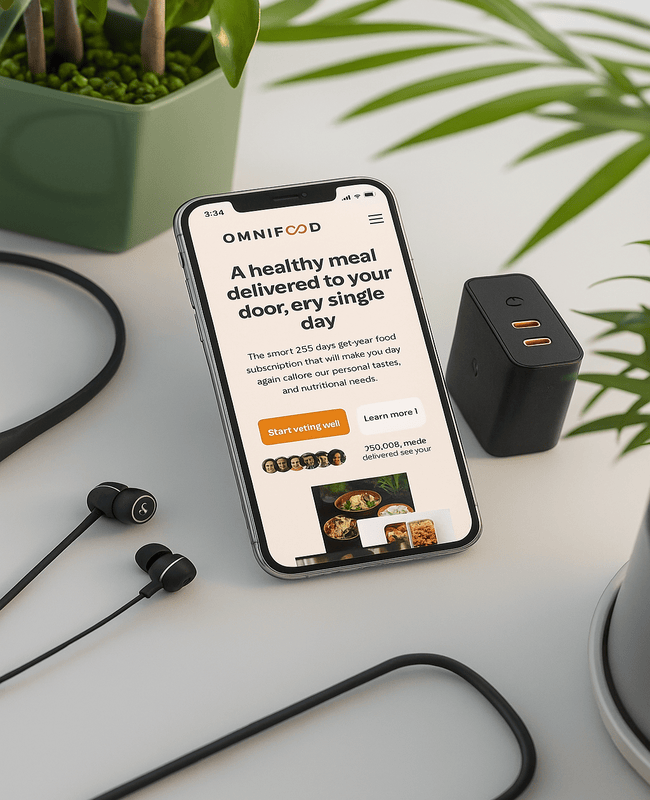 3:34
OMNIFOOD
A healthy meal
delivered to your
door, ery single
day
The smort 255 days get-year food
subscniption that will make you day
again callore our personal tastes,
and nutritional needs.
Start veting well
Learn more l
250,008, mede
delivered see your